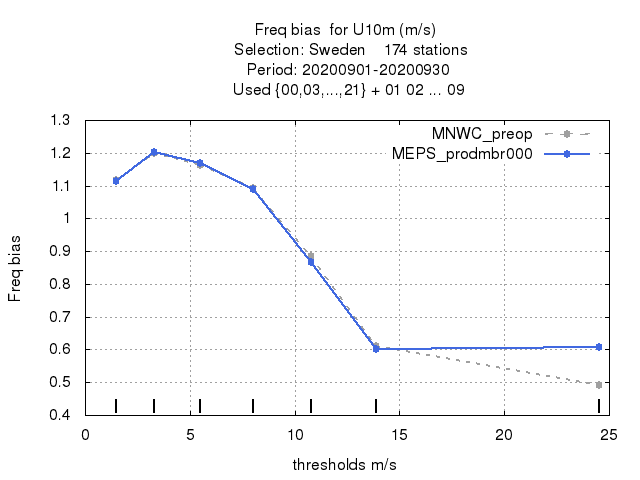 Freq bias  for U10m (m/s)
Selection: Sweden    174 stations
Period: 20200901-20200930
Used {00,03,...,21} + 01 02 ... 09
MNWC_preop
MEPS_prodmbr000
1.3
1.2
1.1
1
0.9
0.8
0.7
0.6
0.5
0.4
Freq bias
0 5 10 15 20 25
thresholds m/s